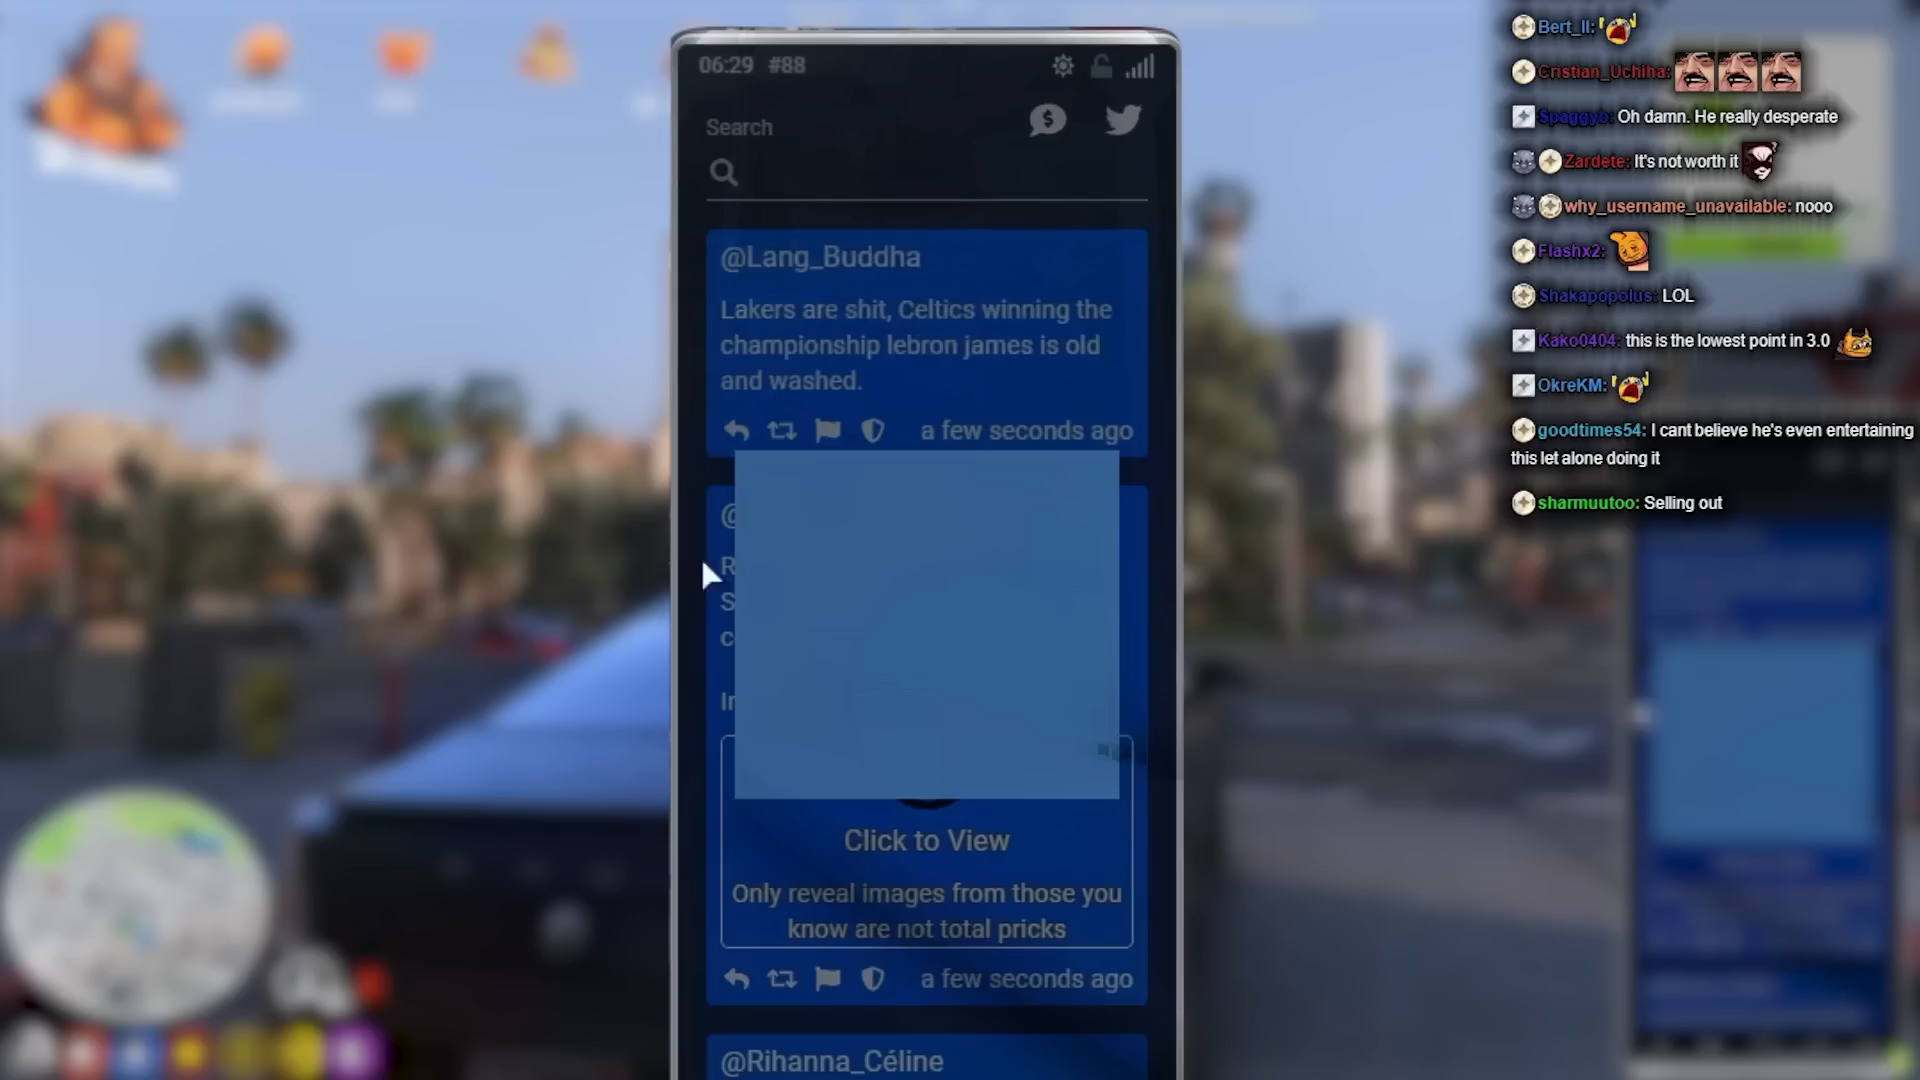 06:29 #88
Search
@Lang_Buddha
Lakers are shit, Celtics winning the
championship lebron james is old
and washed.
a few seconds ago
@
R
S
c
Click to View
Only reveal images from those you
know are not total pricks
a few seconds ago
@Rihanna_Céline
Bert_II:
Cristian_Uchiha:
Spaggyb: Oh damn. He really desperate
Zardete: It's not worth it
why_username_unavailable: nooo
Flashx2:
Shakapopolus: LOL
Kako0404: this is the lowest point in 3.0
OkreKM:
goodtimes54: I cant believe he's even entertaining
this let alone doing it
sharmuutoo: Selling out